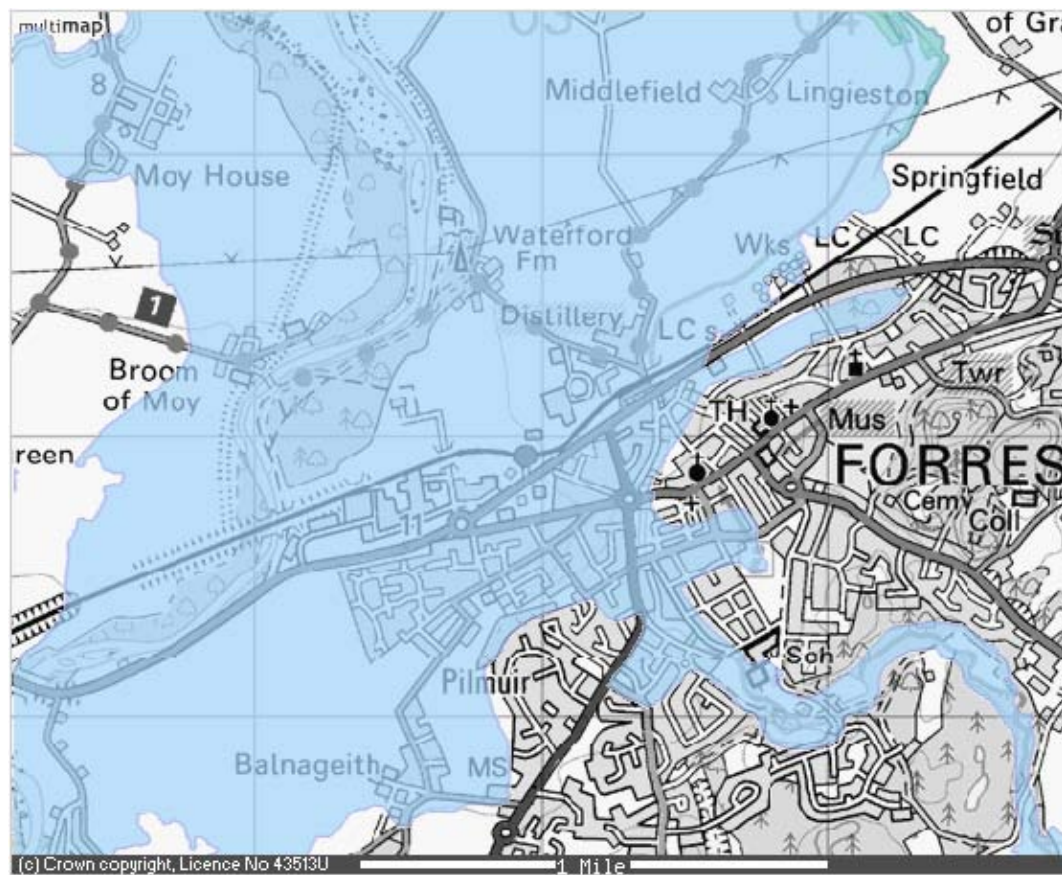 multimap
03
04
of Gra
8
Middlefield
Lingieston
Moy House
Springfield
Waterford
Fm
Wks
LC
LC
1
Distillery
LC s
Broom
of Moy
Twr
TH
Mus
reen
FORRES
Cemy
Coll
11
Sch
Pilmuir
Balnageith
MS
(c) Crown copyright, Licence No 43513U
1 Mile